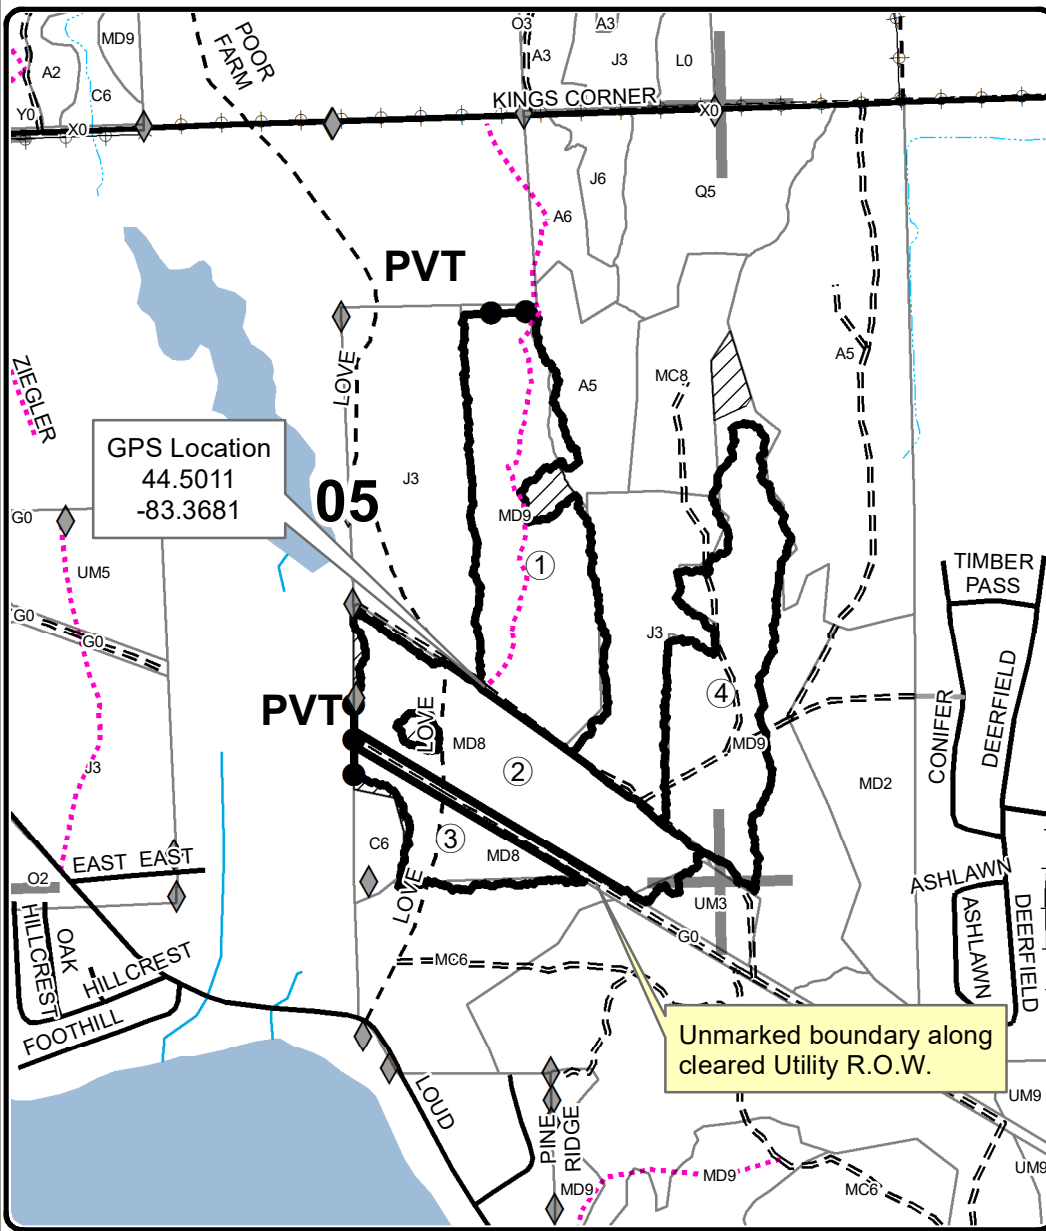 O3
A3
MD9
POOR
FARM
A3
J3
L0
A2
C6
Y0
X0
KINGS CORNER
X0
J6
Q5
A6
PVT
LOVE
A5
ZIEGLER
MC8
A5
GPS Location
44.5011
-83.3681
05
J3
MD9
G0
1
UM5
TIMBER
PASS
G0
G0
J3
DEERFIELD
4
PVT
LOVE
MD8
MD9
CONIFER
J3
2
MD2
3
C6
MD8
EAST
EAST
O2
LOVE
UM3
ASHLAWN
HILLCREST
OAK
G0
ASHLAWN
DEERFIELD
HILLCREST
MC6
FOOTHILL
Unmarked boundary along
cleared Utility R.O.W.
LOUD
UM9
PINE
RIDGE
MD9
MD9
MC6
UM9